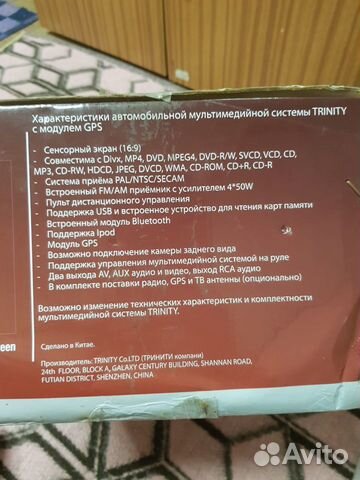 Характеристики автомобильной мультимедийной системы TRINITY
с модулем GPS
- Сенсорный экран (16:9)
- Совместима с Divx, MP4, DVD, MPEG4, DVD-R/W, SVCD, VCD, CD,
MP3, CD-RW, HDCD, JPEG, DVCD, WMA, CD-ROM, CD+R, CD-R
- Система приёма PAL/NTSC/SECAM
- Встроенный FM/AM приёмник с усилителем 4*50W
- Пульт дистанционного управления
- Поддержка USB и встроенное устройство для чтения карт памяти
- Встроенный модуль Bluetooth
- Поддержка Ipod
- Модуль GPS
- Возможно подключение камеры заднего вида
- Поддержка управления мультимедийной системой на руле
- Два выхода AV, AUX аудио и видео, выход RCA аудио
- В комплекте поставки радио, GPS и ТВ антенны (опционально)
Возможно изменение технических характеристик и комплектности
мультимедийной системы TRINITY.
reen
Сделано в Китае.
Производитель: TRINITY Co.LTD (ТРИНИТИ компани)
24th FLOOR, BLOCK A, GALAXY CENTURY BUILDING, SHANNAN ROAD,
FUTIAN DISTRICT, SHENZHEN, CHINA
Avito